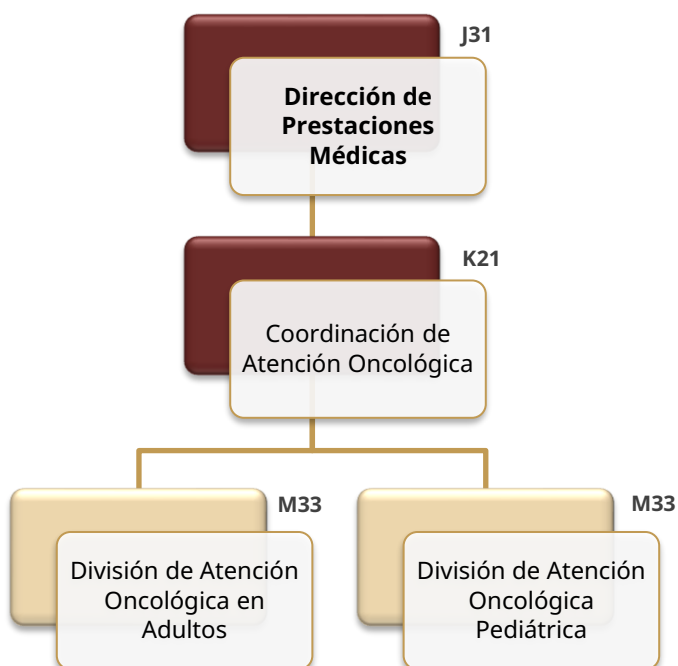 J31
Dirección de
Prestaciones
Médicas
K21
Coordinación de
Atención Oncológica
M33
División de Atención
Oncológica en
Adultos
M33
División de Atención
Oncológica
Pediátrica